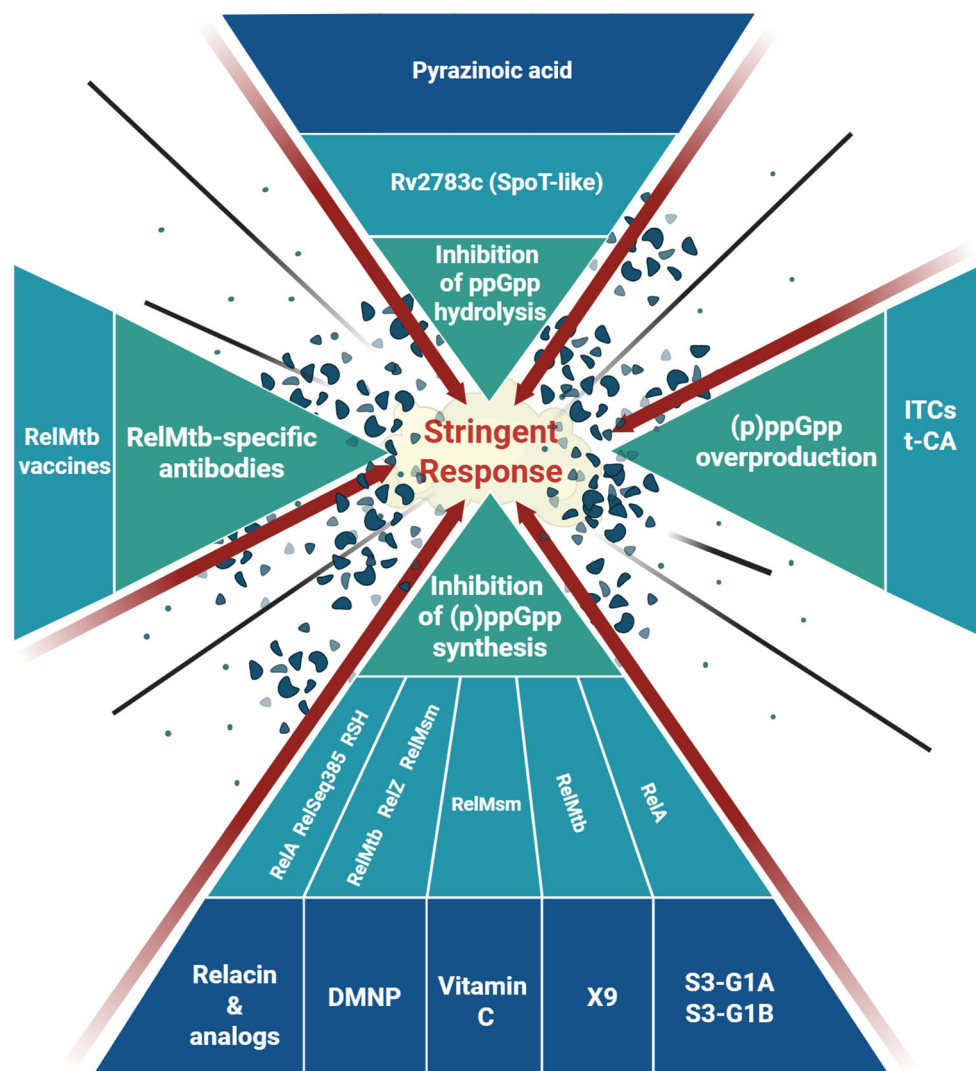 Pyrazinoic acid
Rv2783c (SpoT-like)
Inhibition
of ppGpp
hydrolysis
RelMtb
vaccines
RelMtb-specific
antibodies
Stringent
Response
(p)ppGpp
overproduction
ITCs
t-CA
Inhibition
of (p)ppGpp
synthesis
RelA RelSeq385 RSH
RelMtb RelZ RelMsm
RelMsm
RelMtb
RelA
Relacin
&
analogs
DMNP
Vitamin
C
X9
S3-G1A
S3-G1B